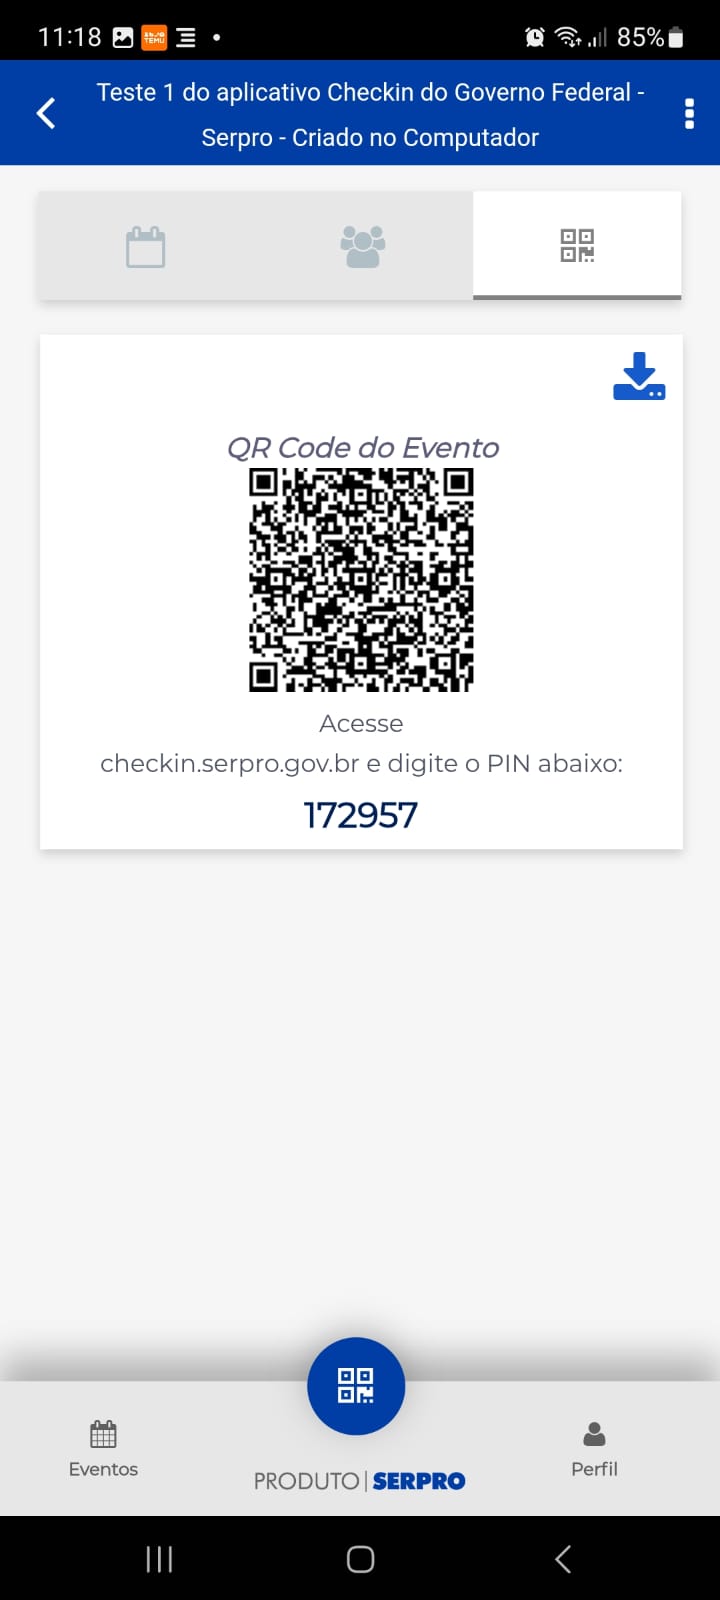 11:18
TEMU
85%
Teste 1 do aplicativo Checkin do Governo Federal -
Serpro - Criado no Computador
QR Code do Evento
Acesse
checkin.serpro.gov.br e digite o PIN abaixo:
172957
Eventos
PRODUTO|SERPRO
Perfil